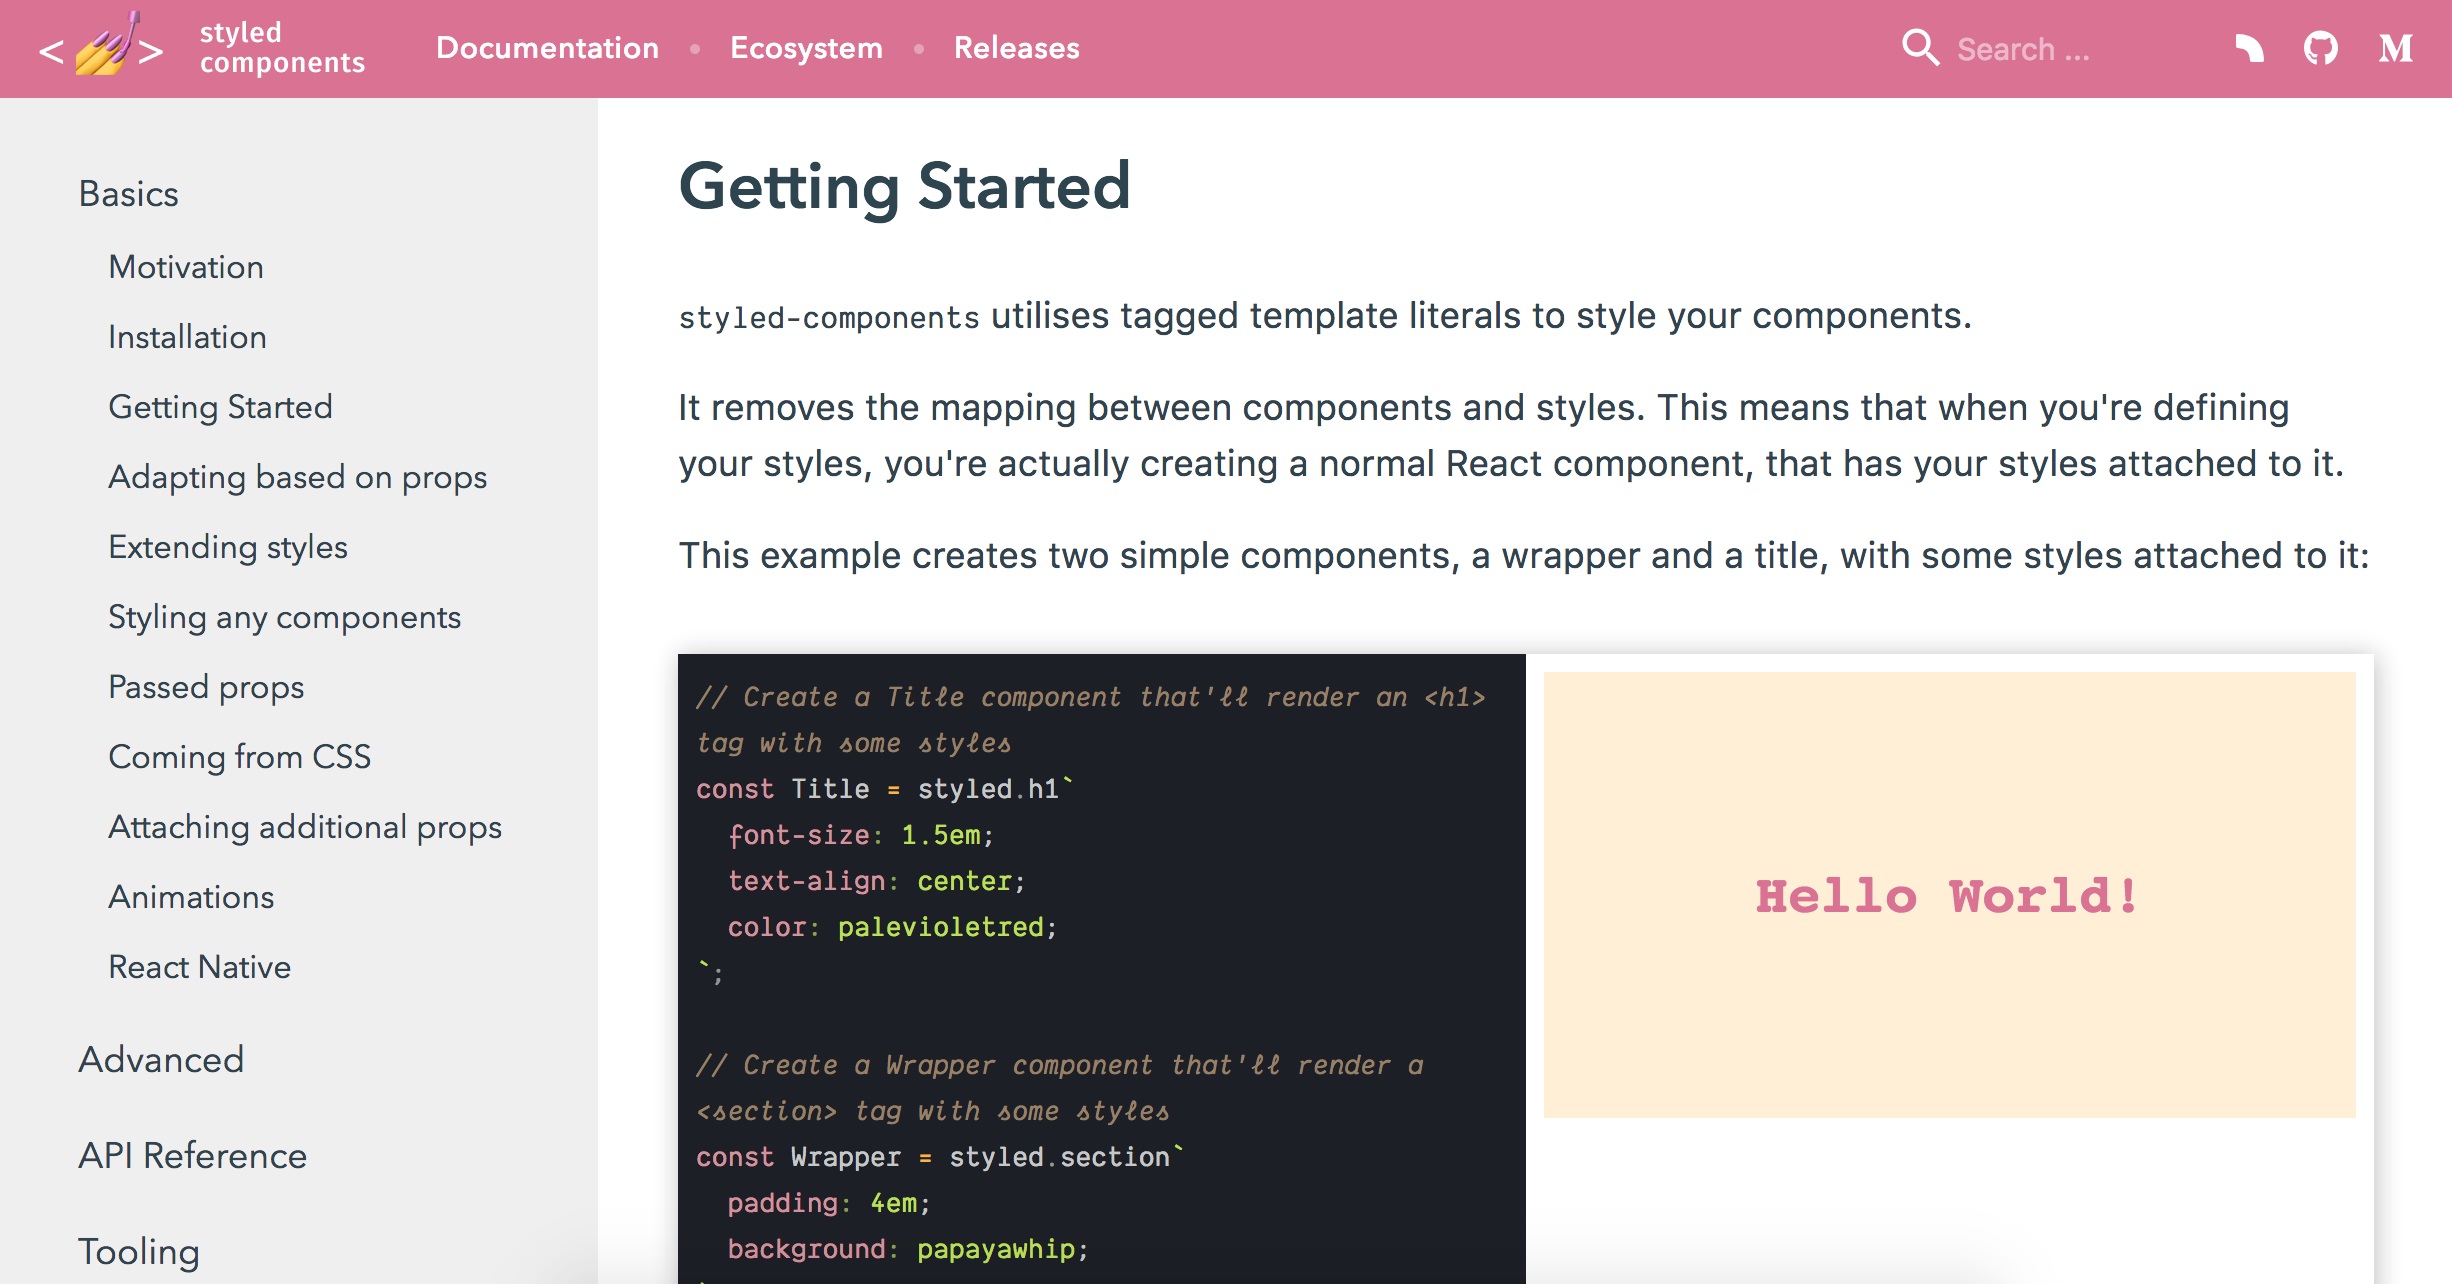 < 💅 >
styled
components
Documentation • Ecosystem • Releases
Search ...
M
Basics
Motivation
Installation
Getting Started
Adapting based on props
Extending styles
Styling any components
Passed props
Coming from CSS
Attaching additional props
Animations
React Native
Advanced
API Reference
Tooling
Getting Started
styled-components utilises tagged template literals to style your components.
It removes the mapping between components and styles. This means that when you're defining
your styles, you're actually creating a normal React component, that has your styles attached to it.
This example creates two simple components, a wrapper and a title, with some styles attached to it:
// Create a Title component that'll render an <h1>
tag with some styles
const Title = styled.h1`
  font-size: 1.5em;
  text-align: center;
  color: palevioletred;
`;
// Create a Wrapper component that'll render a
<section> tag with some styles
const Wrapper = styled.section`
  padding: 4em;
  background: papayawhip;
Hello World!